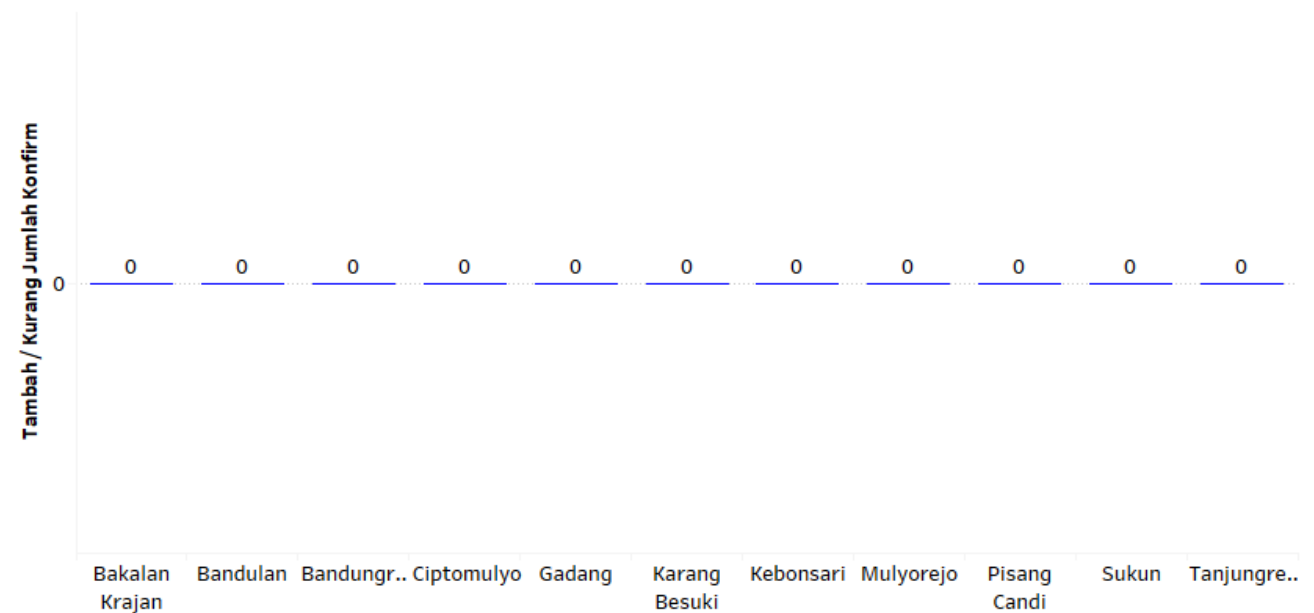 Tambah / Kurang Jumlah Konfirm
0 0 0 0 0 0 0 0 0 0 0
0
Bakalan Krajan
Bandulan
Bandungr..
Ciptomulyo
Gadang
Karang Besuki
Kebonsari
Mulyorejo
Pisang Candi
Sukun
Tanjungre..